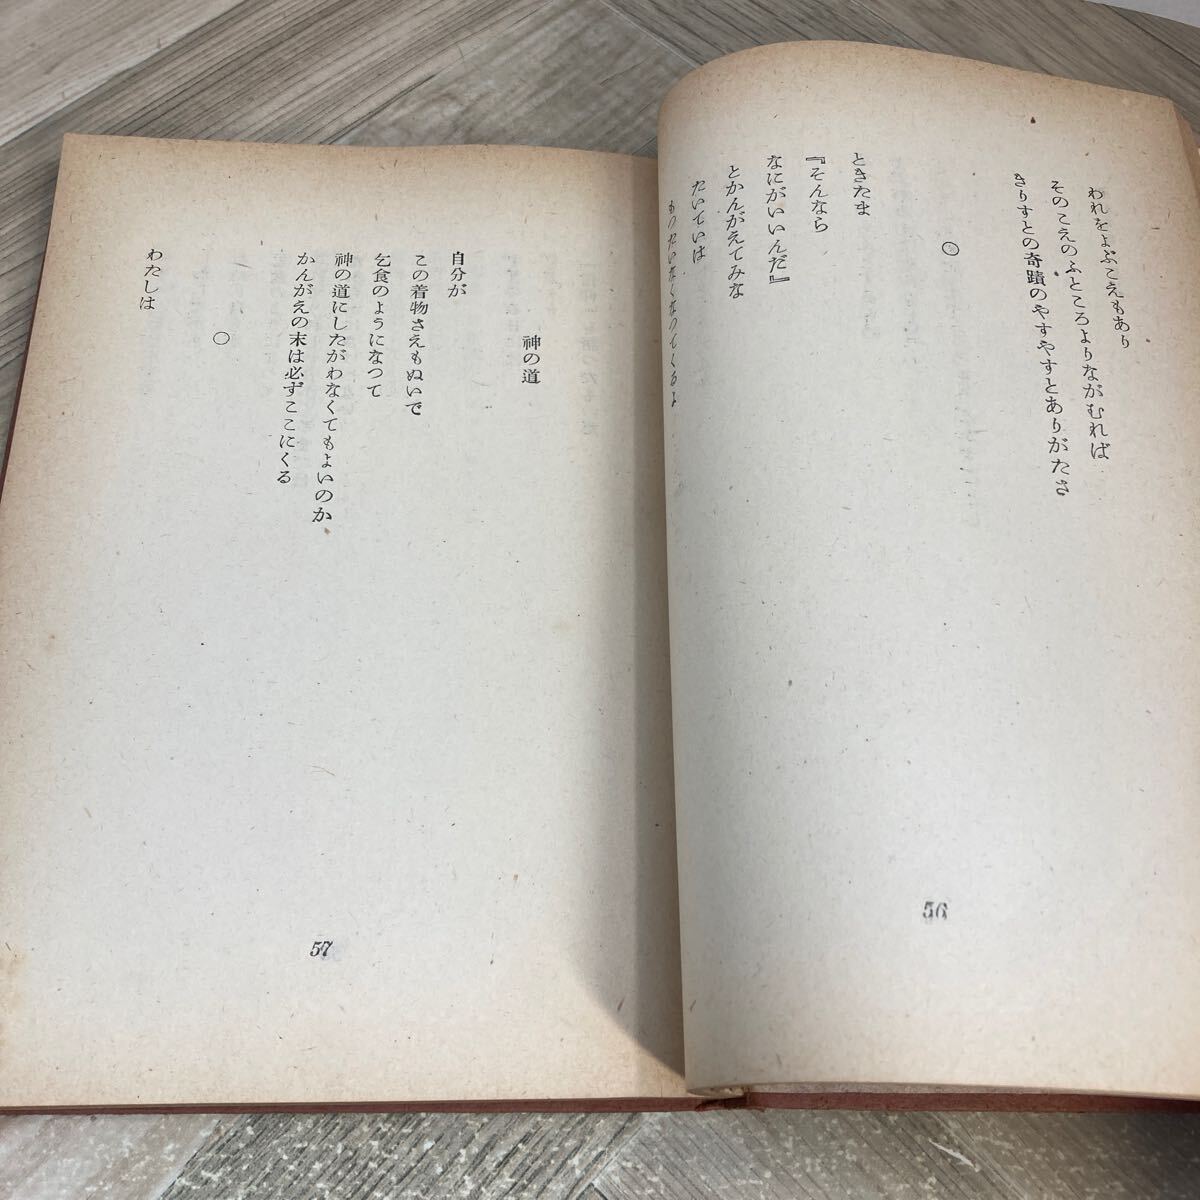 われをよぶこえもあり
そのこえのふところよりながむれば
きりすとの奇蹟のやすやすとありがたさ
○
ときたま
『そんなら
なにがいいんだ』
とかんがえてみな
たいていは
もつたいなくなつてくるよ
56
神の道
自分が
この着物さえもぬいで
乞食のようになつて
神の道にしたがわなくてもよいのか
かんがえの末は必ずここにくる
○
わたしは
57